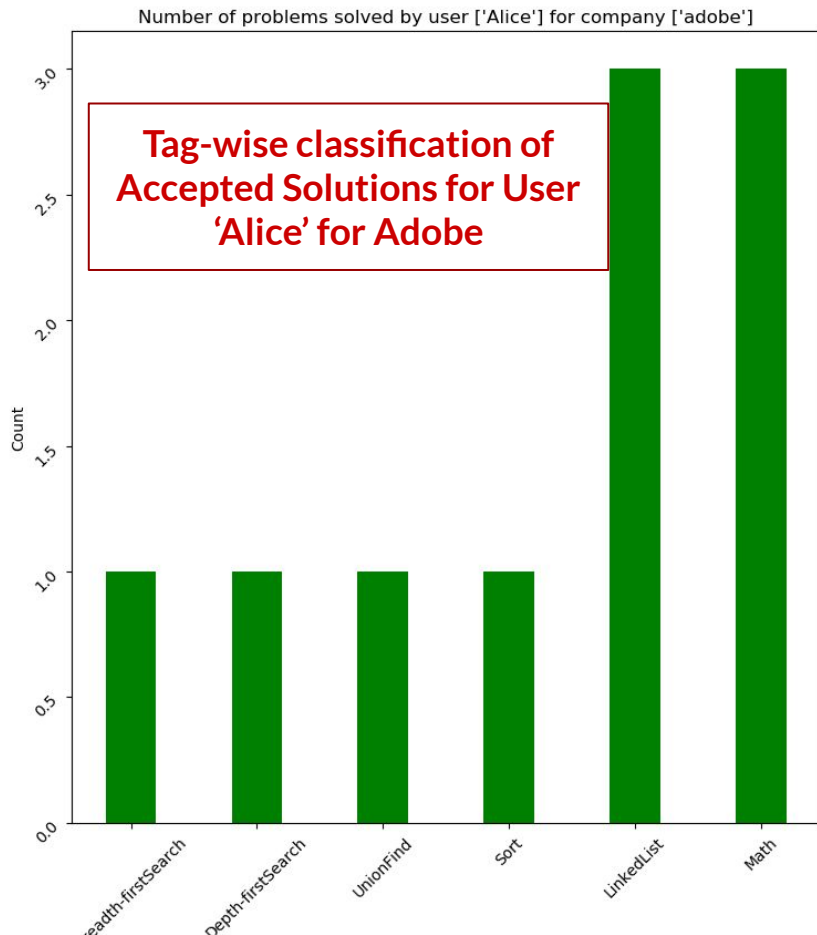 Number of problems solved by user ['Alice'] for company ['adobe']
Tag-wise classification of
Accepted Solutions for User
‘Alice’ for Adobe
Count
3.0
2.5
2.0
1.5
1.0
0.5
0.0
readth-firstSearch
Depth-firstSearch
UnionFind
Sort
LinkedList
Math